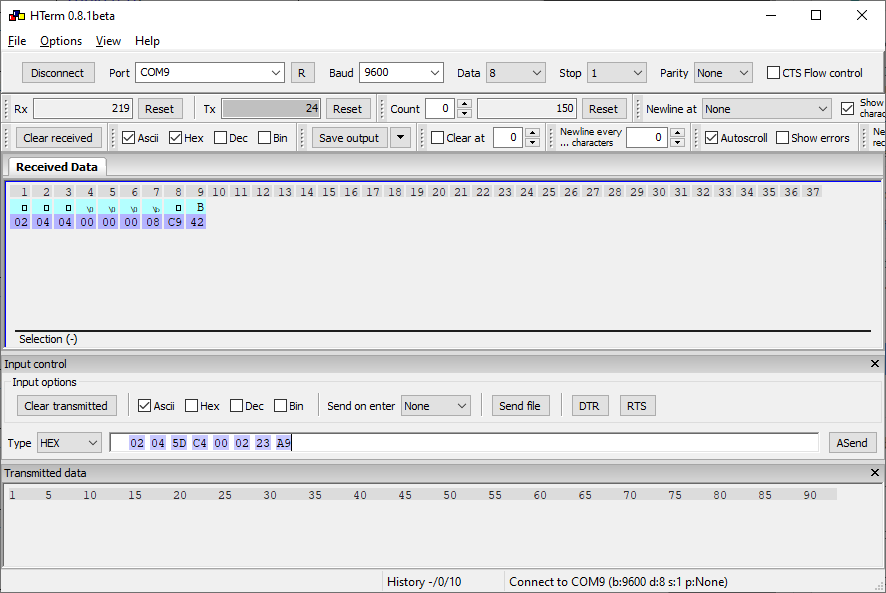 HTerm 0.8.1beta
File Options View Help
Disconnect Port COM9 R Baud 9600 Data 8 Stop 1 Parity None CTS Flow control
Rx 219 Reset Tx 24 Reset Count 0 150 Reset Newline at None Show
charac
Clear received Ascii Hex Dec Bin Save output Clear at 0 Newline every
... characters 0 Autoscroll Show errors Ne
rec
Received Data
1 2 3 4 5 6 7 8 9 10 11 12 13 14 15 16 17 18 19 20 21 22 23 24 25 26 27 28 29 30 31 32 33 34 35 36 37
\0 \0 \0 \b B
02 04 04 00 00 00 08 C9 42
Selection (-)
Input control
Input options
Clear transmitted Ascii Hex Dec Bin Send on enter None Send file DTR RTS
Type HEX 02 04 5D C4 00 02 23 A9 ASend
Transmitted data
1 5 10 15 20 25 30 35 40 45 50 55 60 65 70 75 80 85 90
History -/0/10 Connect to COM9 (b:9600 d:8 s:1 p:None)